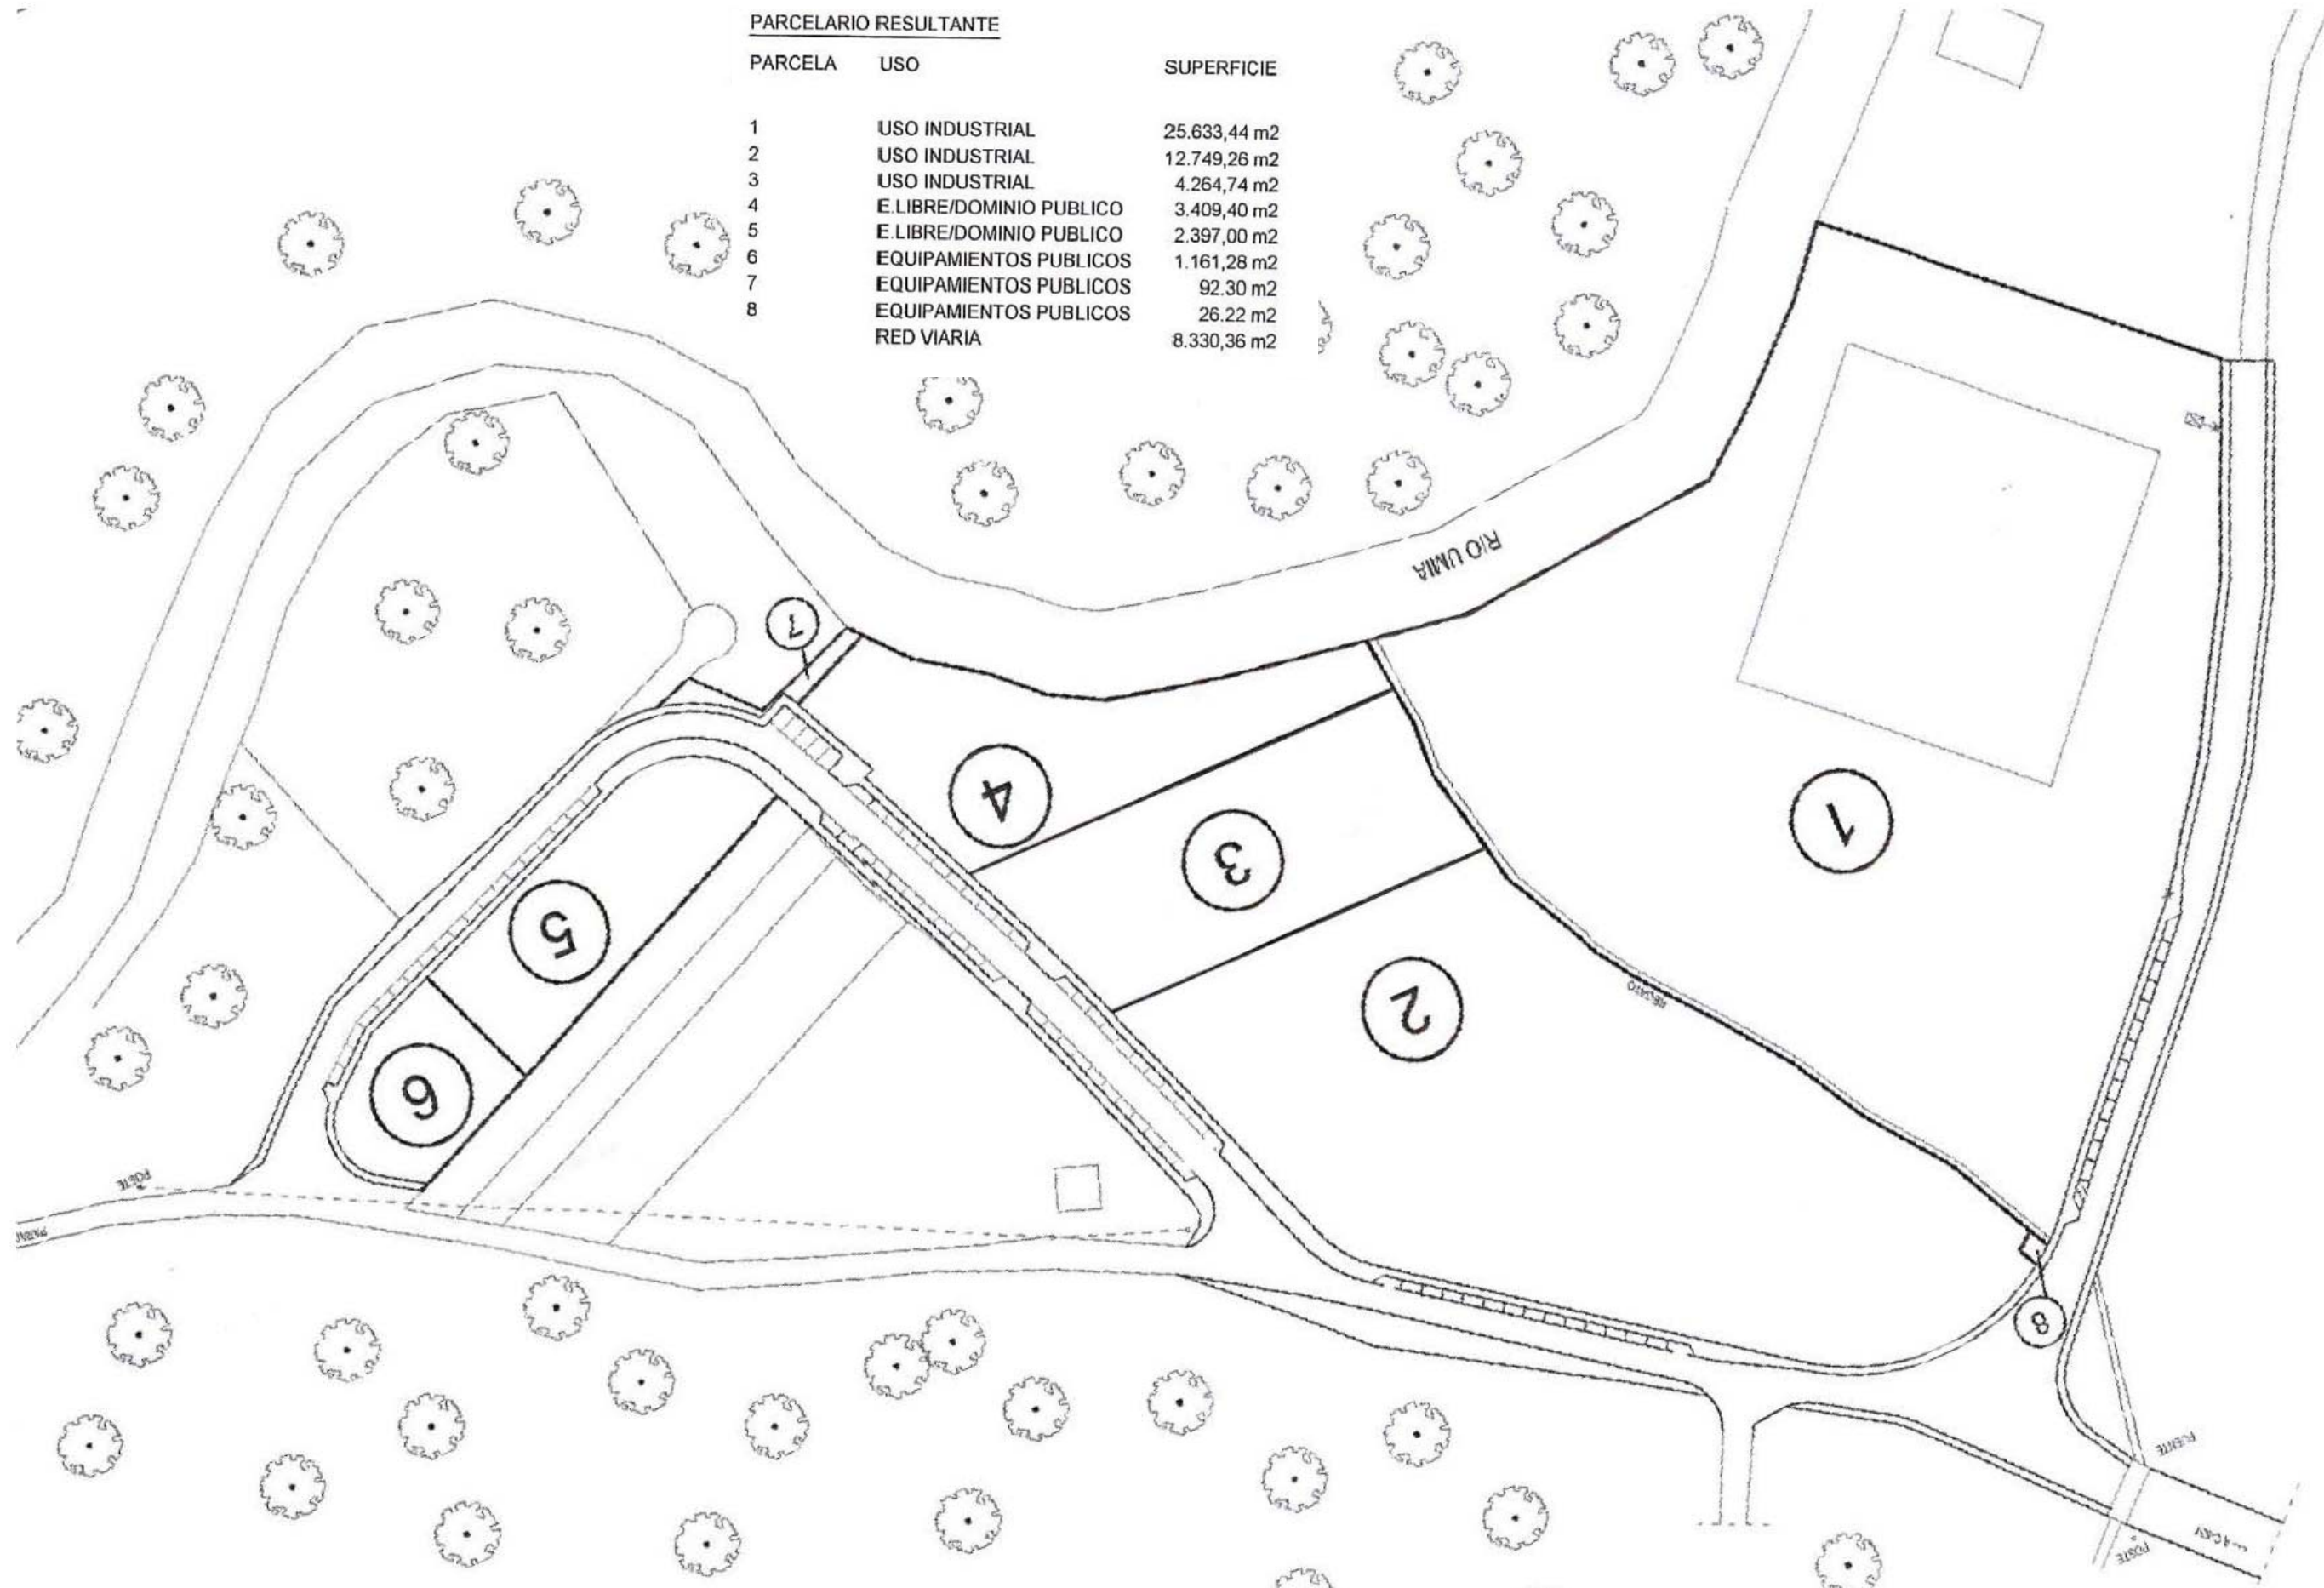 PARCELARIO RESULTANTE
PARCELA USO SUPERFICIE
1 USO INDUSTRIAL 25.633,44 m2
2 USO INDUSTRIAL 12.749,26 m2
3 USO INDUSTRIAL 4.264,74 m2
4 E.LIBRE/DOMINIO PUBLICO 3.409,40 m2
5 E.LIBRE/DOMINIO PUBLICO 2.397,00 m2
6 EQUIPAMIENTOS PUBLICOS 1.161,28 m2
7 EQUIPAMIENTOS PUBLICOS 92.30 m2
8 EQUIPAMIENTOS PUBLICOS 26.22 m2
RED VIARIA 8.330,36 m2
RIO UMIA
7
4
3
1
5
2
REGATO
6
POSTE
8
PUENTE
POSTE